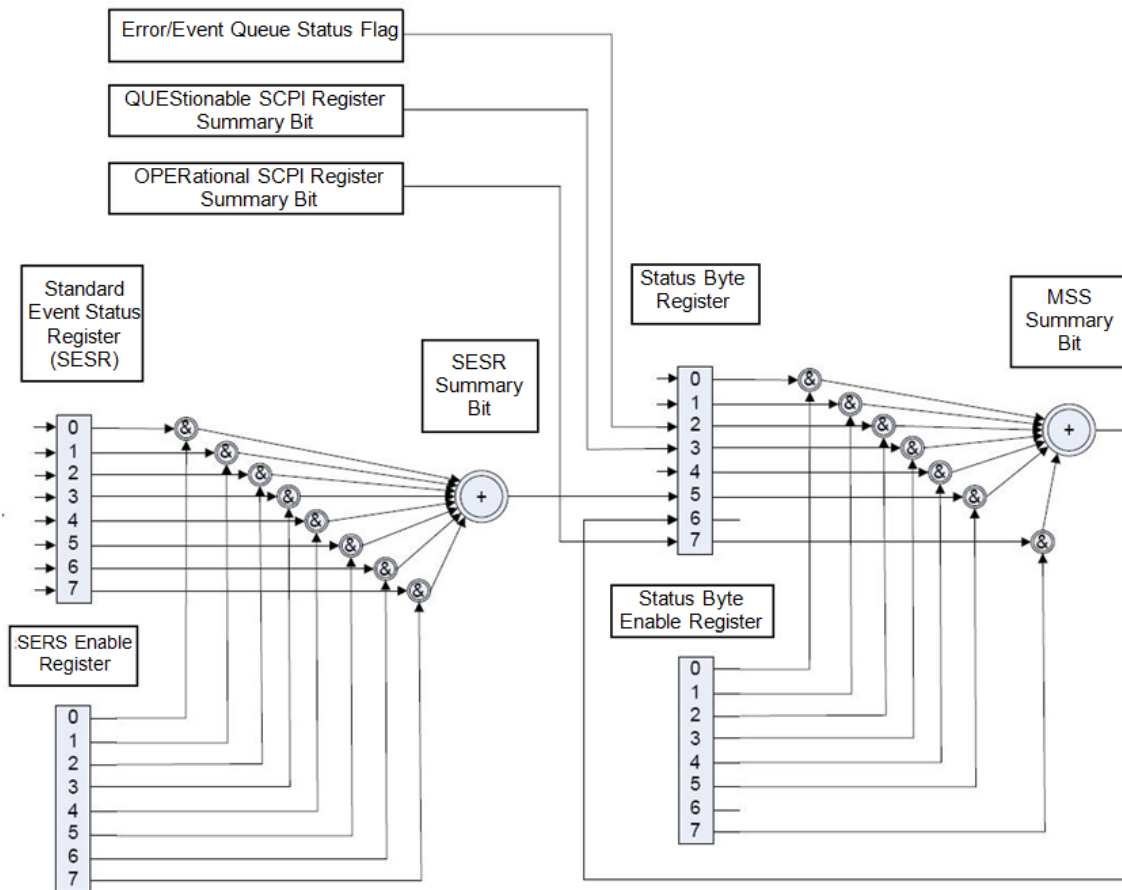 Error/Event Queue Status Flag
QUEStionable SCPI Register
Summary Bit
OPERational SCPI Register
Summary Bit
Standard
Event Status
Register
(SESR)
SESR
Summary
Bit
Status Byte
Register
MSS
Summary
Bit
0
1
2
3
4
5
6
7
&
&
&
&
&
&
&
&
+
0
1
2
3
4
5
6
7
&
&
&
&
&
&
&
+
.SERS Enable
Register
0
1
2
3
4
5
6
7
Status Byte
Enable Register
0
1
2
3
4
5
6
7